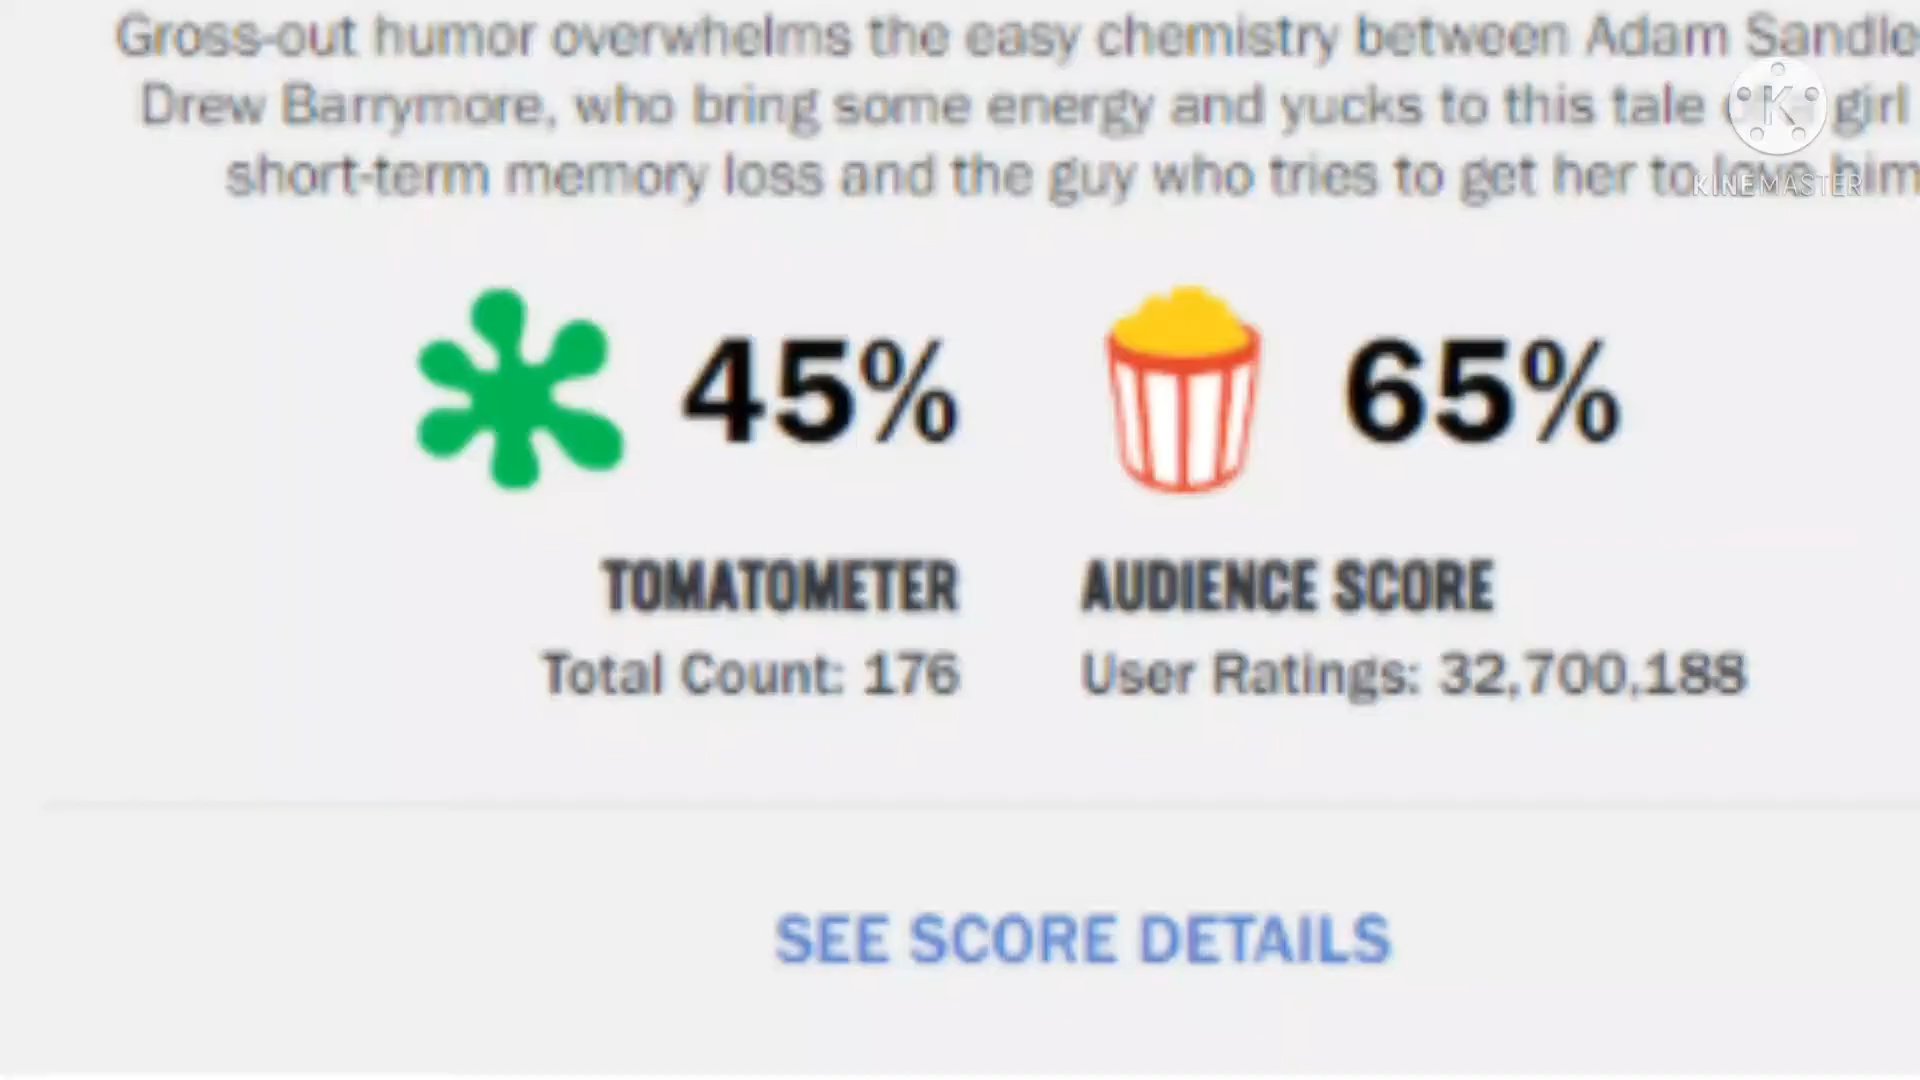 Gross-out humor overwhelms the easy chemistry between Adam Sandle
Drew Barrymore, who bring some energy and yucks to this tale girl
short-term memory loss and the guy who tries to get her to love him
KINEMASTER
45% 65%
TOMATOMETER AUDIENCE SCORE
Total Count: 176 User Ratings: 32,700,188
SEE SCORE DETAILS